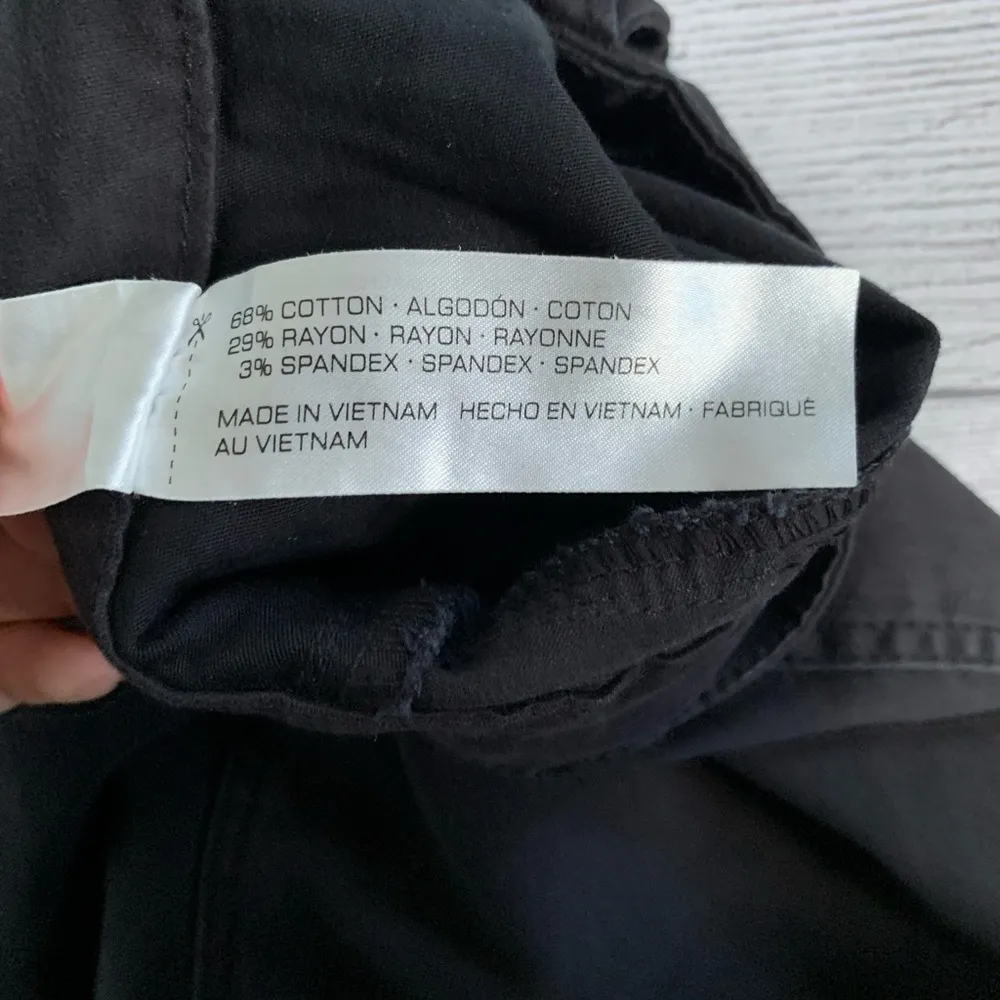 68% COTTON · ALGODÓN · COTON
29% RAYON · RAYON · RAYONNE
3% SPANDEX · SPANDEX · SPANDEX
MADE IN VIETNAM HECHO EN VIETNAM · FABRIQUÉ
AU VIETNAM